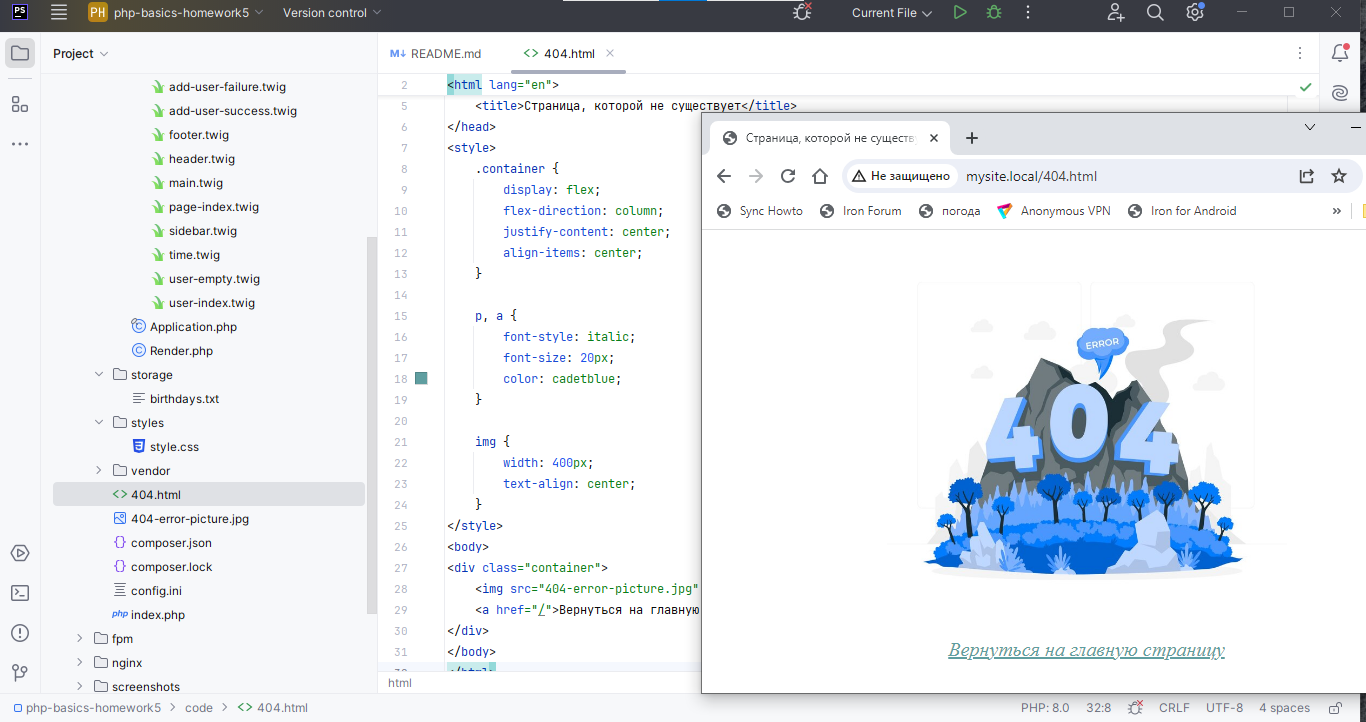 PS
PH php-basics-homework5
Version control
Current File
Project
README.md
404.html
add-user-failure.twig
add-user-success.twig
footer.twig
header.twig
main.twig
page-index.twig
sidebar.twig
time.twig
user-empty.twig
user-index.twig
Application.php
Render.php
storage
birthdays.txt
styles
style.css
vendor
404.html
404-error-picture.jpg
composer.json
composer.lock
config.ini
php index.php
fpm
nginx
screenshots
2 <html lang="en">
5 <title>Страница, которой не существует</title>
6 </head>
7 <style>
8 .container {
9 display: flex;
10 flex-direction: column;
11 justify-content: center;
12 align-items: center;
13 }
14
15 p, a {
16 font-style: italic;
17 font-size: 20px;
18 color: cadetblue;
19 }
20
21 img {
22 width: 400px;
23 text-align: center;
24 }
25 </style>
26 <body>
27 <div class="container">
28 <img src="404-error-picture.jpg"
29 <a href="/">Вернуться на главную
30 </div>
31 </body>
32 </html>
html
Страница, которой не существ
Не защищено
mysite.local/404.html
Sync Howto
Iron Forum
погода
Anonymous VPN
Iron for Android
»
ERROR
404
Вернуться на главную страницу
php-basics-homework5 > code > 404.html
PHP: 8.0
32:8
CRLF
UTF-8
4 spaces